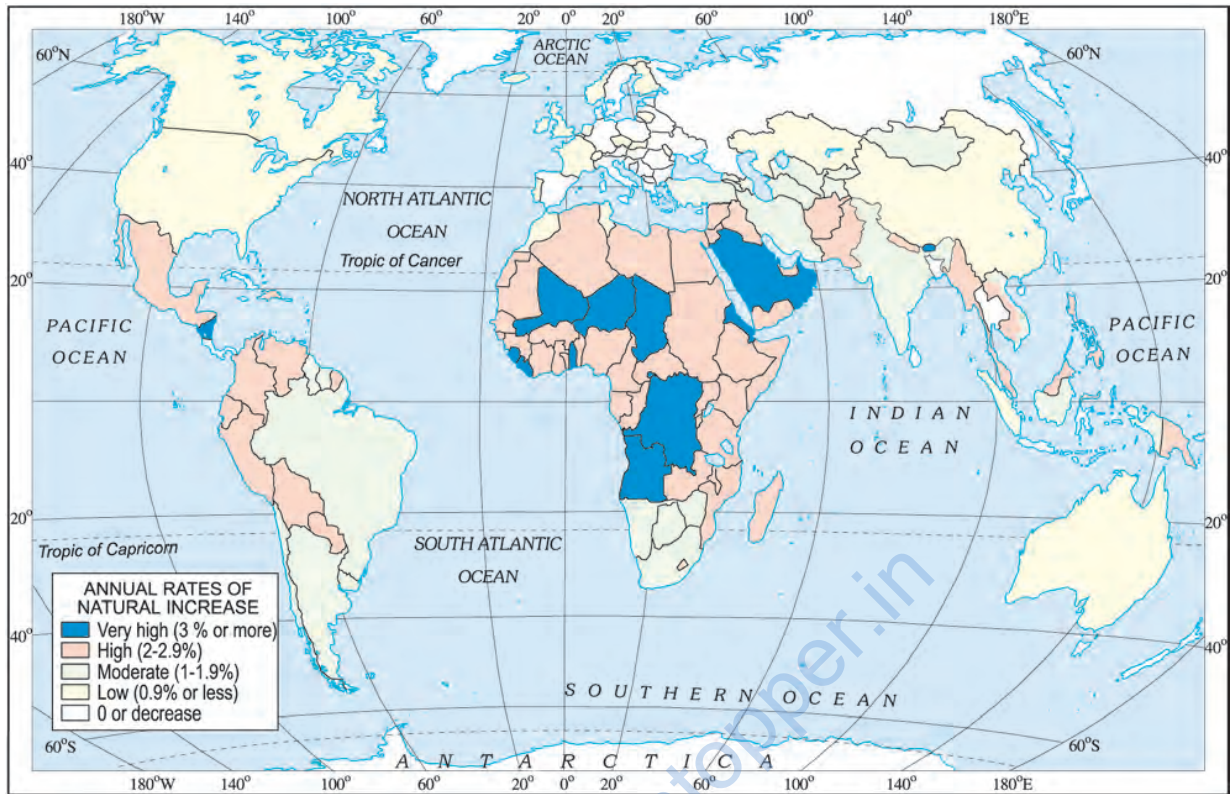 180°W 140° 100° 60° 20° 0° 20° 60° 100° 140° 180°E
60°N
ARCTIC
OCEAN
60°N
40°
40°
NORTH ATLANTIC
OCEAN
Tropic of Cancer
20°
20°
PACIFIC
OCEAN
PACIFIC
OCEAN
INDIAN
OCEAN
20°
20°
Tropic of Capricorn
SOUTH ATLANTIC
OCEAN
ANNUAL RATES OF
NATURAL INCREASE
Very high (3 % or more)
High (2-2.9%)
Moderate (1-1.9%)
Low (0.9% or less)
0 or decrease
40°
40°
SOUTHERN OCEAN
60°S
60°S
ANTARCTICA
180°W 140° 100° 60° 20° 0° 20° 60° 100° 140° 180°E
stopper.in